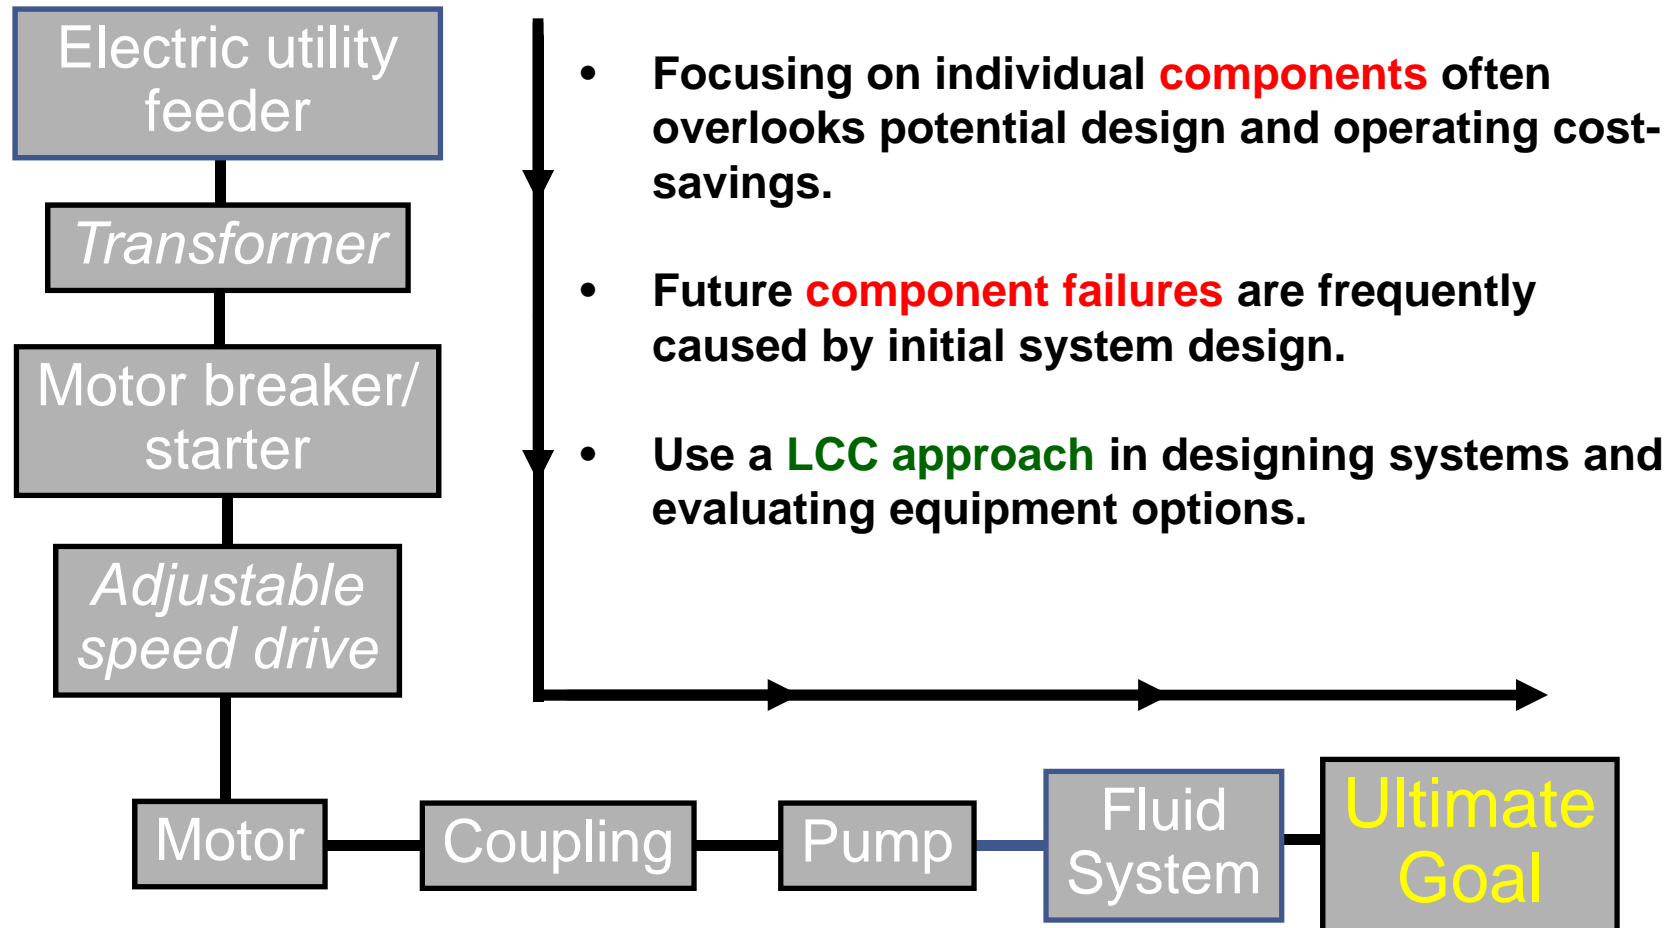 Electric utility
feeder
Transformer
Motor breaker/
starter
Adjustable
speed drive
• Focusing on individual components often
overlooks potential design and operating cost-
savings.
• Future component failures are frequently
caused by initial system design.
• Use a LCC approach in designing systems and
evaluating equipment options.
Motor
Coupling
Pump
Fluid
System
Ultimate
Goal